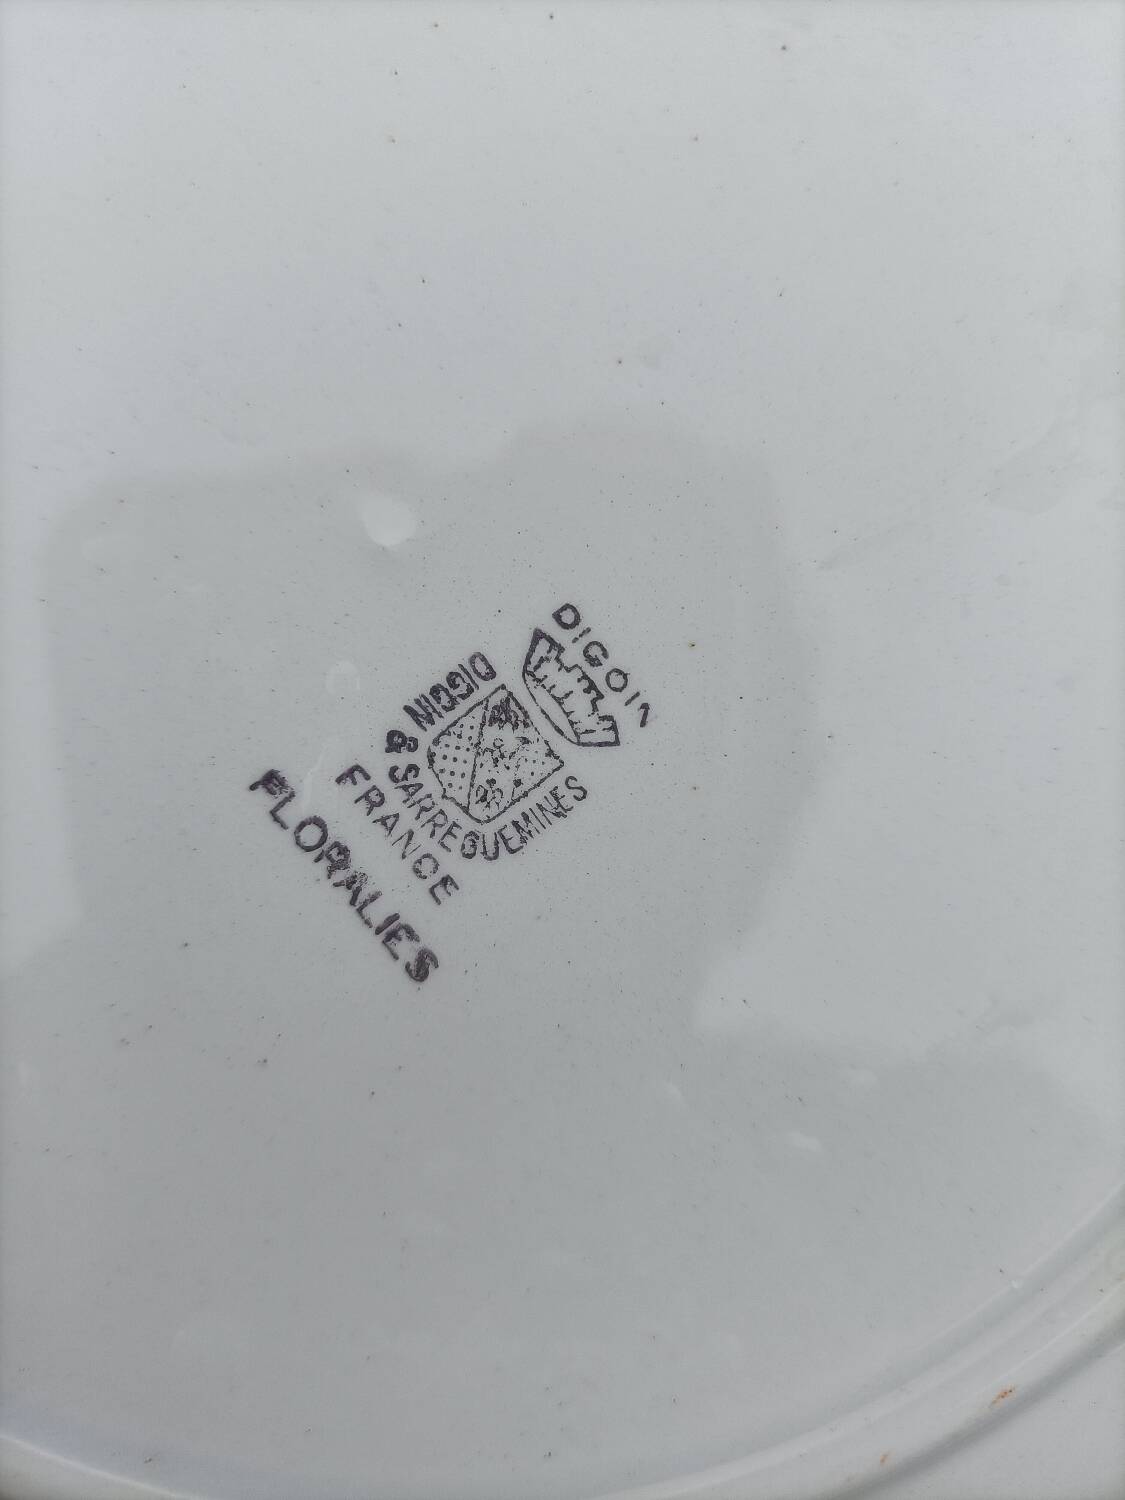 DIGOIN
DIGOIN & SARREGUEMINES
FRANCE
FLORALIES